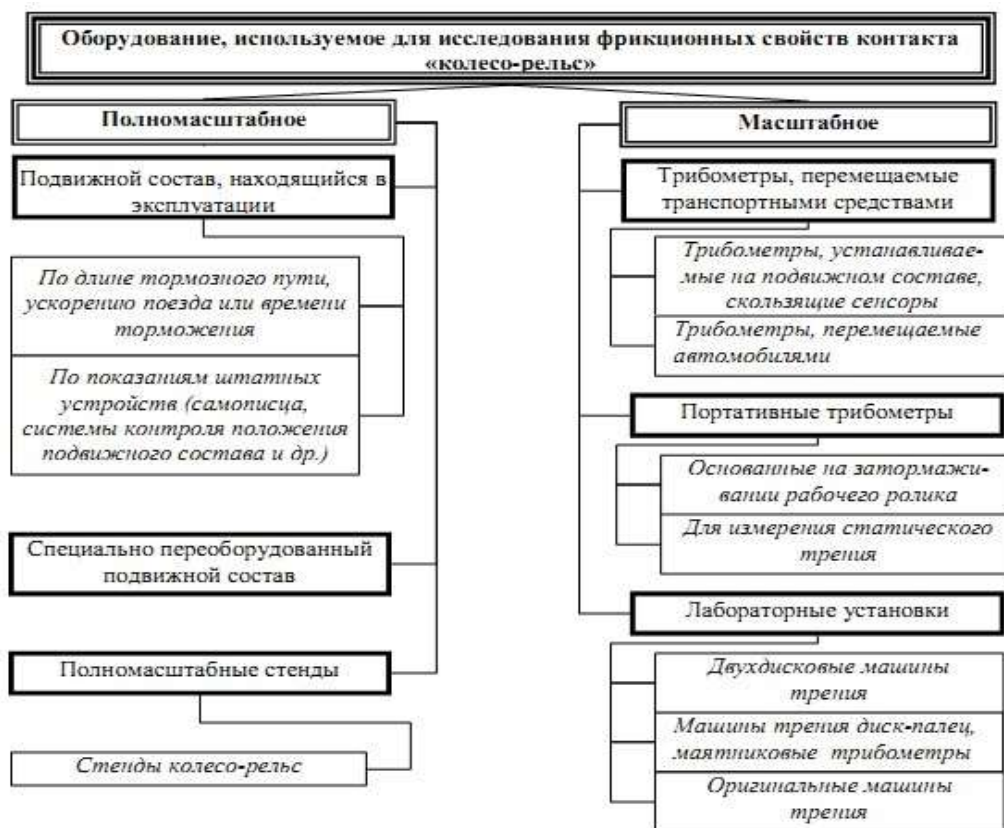 Оборудование, используемое для исследования фрикционных свойств контакта
«колесо-рельс»
Полномасштабное
Подвижной состав, находящийся в
эксплуатации
По длине тормозного пути,
ускорению поезда или времени
торможения
По показаниям штатных
устройств (самописца,
системы контроля положения
подвижного состава и др.)
Специально переоборудованный
подвижной состав
Полномасштабные стенды
Стенды колесо-рельс
Масштабное
Трибометры, перемещаемые
транспортными средствами
Трибометры, устанавливае-
мые на подвижном составе,
скользящие сенсоры
Трибометры, перемещаемые
автомобилями
Портативные трибометры
Основанные на затормажи-
вании рабочего ролика
Для измерения статического
трения
Лабораторные установки
Двухдисковые машины
трения
Машины трения диск-палец,
маятниковые трибометры
Оригинальные машины
трения